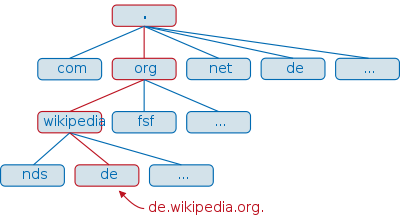 .
com org net de ...
wikipedia fsf ...
nds de ...
de.wikipedia.org.